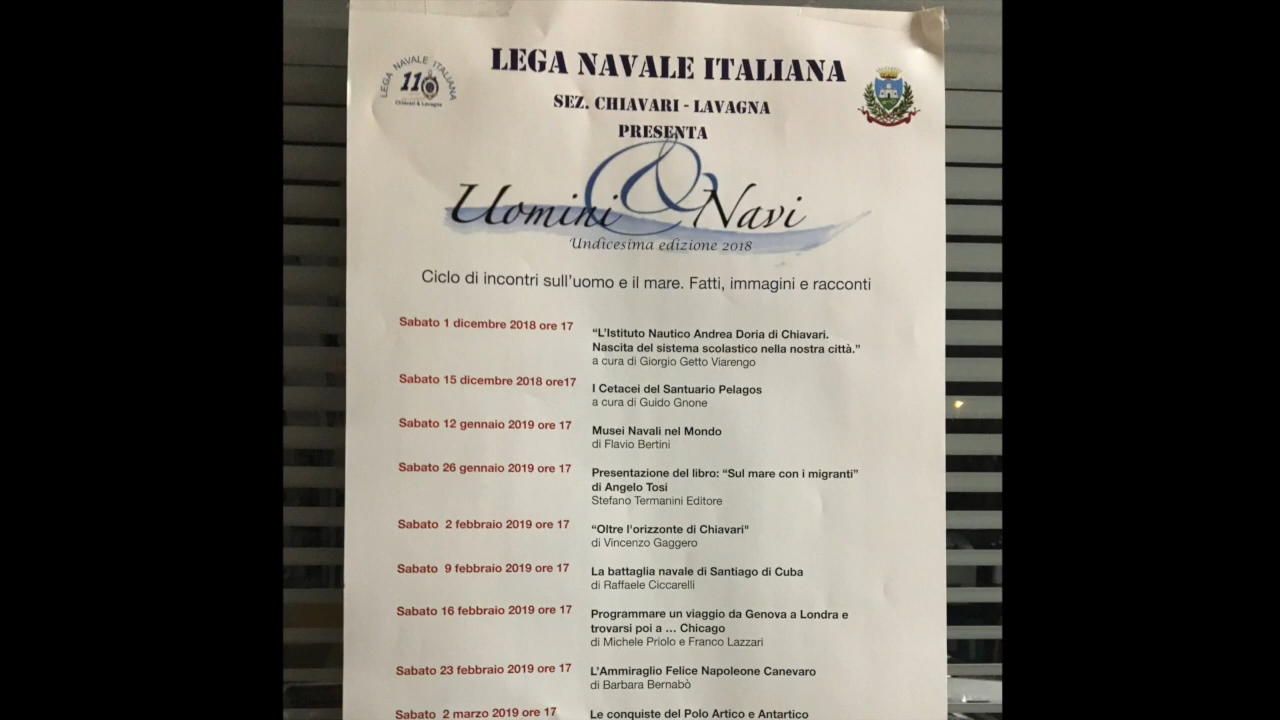 LEGA NAVALE ITALIANA
110
Chiavari & Lavagna
LEGA NAVALE ITALIANA
SEZ. CHIAVARI - LAVAGNA
PRESENTA
Uomini & Navi
Undicesima edizione 2018
Ciclo di incontri sull'uomo e il mare. Fatti, immagini e racconti
Sabato 1 dicembre 2018 ore 17
“L'Istituto Nautico Andrea Doria di Chiavari.
Nascita del sistema scolastico nella nostra città.”
a cura di Giorgio Getto Viarengo
Sabato 15 dicembre 2018 ore17
I Cetacei del Santuario Pelagos
a cura di Guido Gnone
Sabato 12 gennaio 2019 ore 17
Musei Navali nel Mondo
di Flavio Bertini
Sabato 26 gennaio 2019 ore 17
Presentazione del libro: “Sul mare con i migranti”
di Angelo Tosi
Stefano Termanini Editore
Sabato 2 febbraio 2019 ore 17
“Oltre l'orizzonte di Chiavari"
di Vincenzo Gaggero
Sabato 9 febbraio 2019 ore 17
La battaglia navale di Santiago di Cuba
di Raffaele Ciccarelli
Sabato 16 febbraio 2019 ore 17
Programmare un viaggio da Genova a Londra e
trovarsi poi a ... Chicago
di Michele Priolo e Franco Lazzari
Sabato 23 febbraio 2019 ore 17
L'Ammiraglio Felice Napoleone Canevaro
di Barbara Bernabò
Sabato 2 marzo 2019 ore 17
Le conquiste del Polo Artico e Antartico